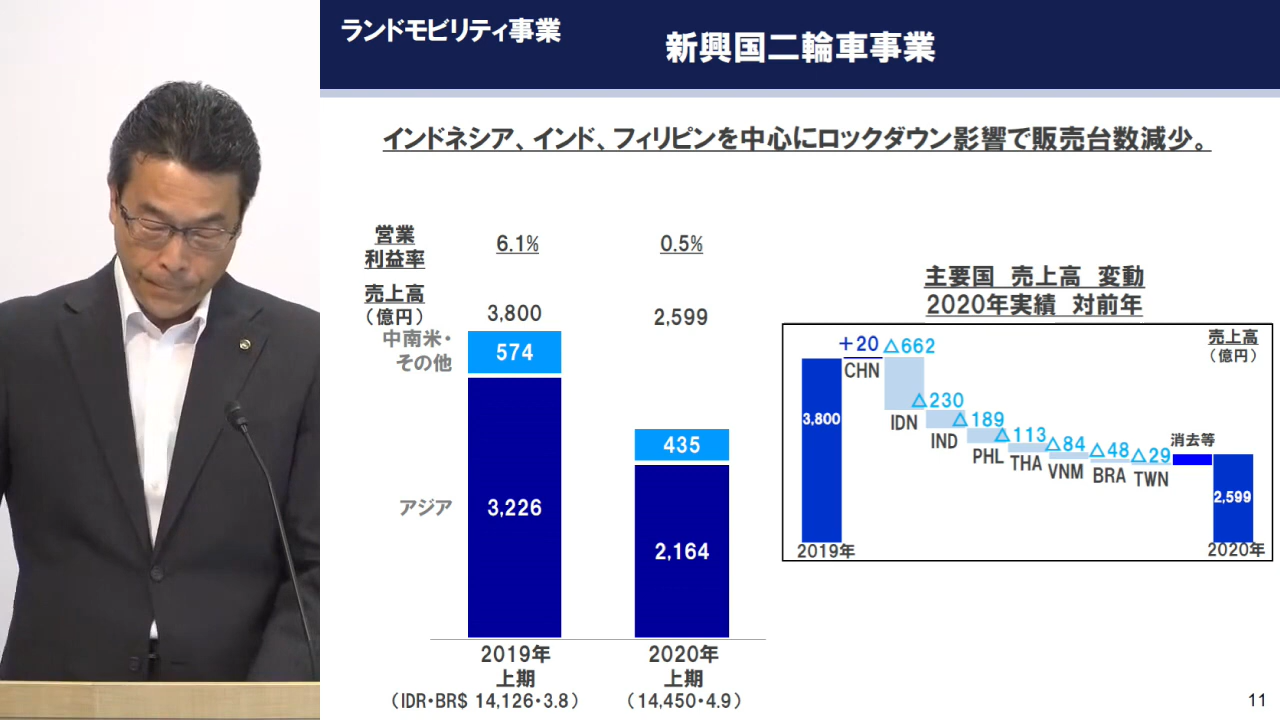 ランドモビリティ事業
新興国二輪車事業
インドネシア、インド、フィリピンを中心にロックダウン影響で販売台数減少。
営業
利益率
6.1%
0.5%
売上高
（億円）
3,800
2,599
中南米・
その他
574
435
アジア
3,226
2,164
2019年
上期
2020年
上期
（IDR・BR$ 14,126・3.8）
（14,450・4.9）
主要国 売上高 変動
2020年実績 対前年
売上高
（億円）
3,800
2019年
＋20
CHN
△662
IDN
△230
IND
△189
PHL
△113
THA
△84
VNM
△48
BRA
△29
TWN
消去等
2,599
2020年
11